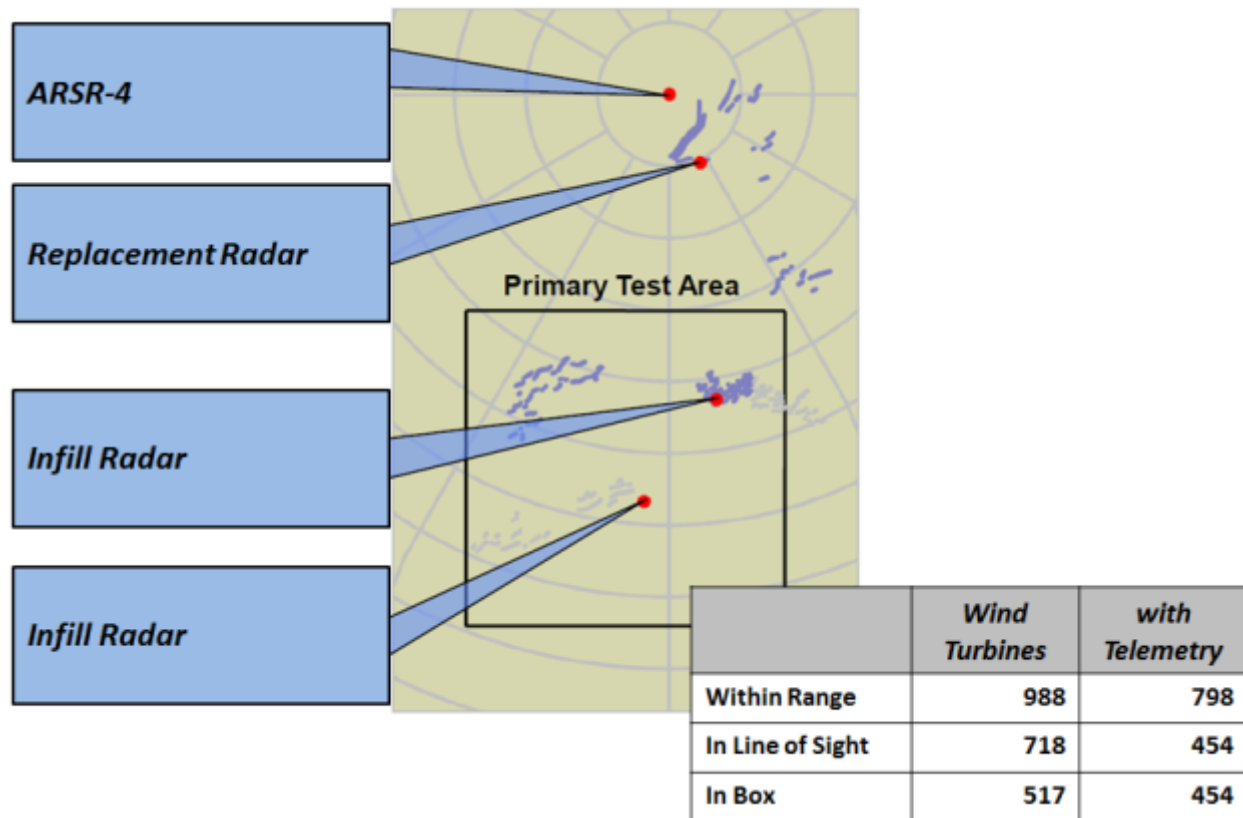 ARSR-4
Replacement Radar
Primary Test Area
Infill Radar
Infill Radar
Wind Turbines with Telemetry
Within Range 988 798
In Line of Sight 718 454
In Box 517 454